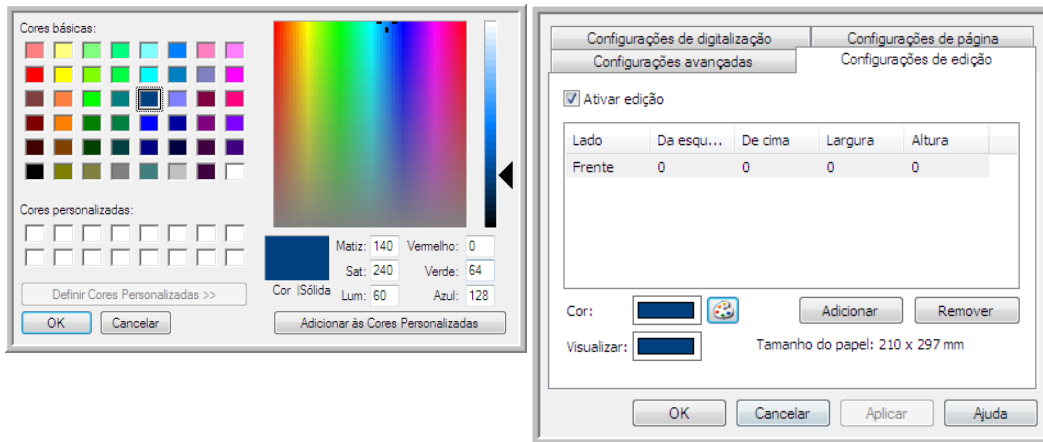 Cores básicas:
Cores personalizadas:
Definir Cores Personalizadas >>
OK Cancelar
Matiz: 140 Vermelho: 0
Sat: 240 Verde: 64
Cor |Sólida Lum: 60 Azul: 128
Adicionar às Cores Personalizadas
Configurações de digitalização Configurações de página
Configurações avançadas Configurações de edição
Ativar edição
Lado Da esqu... De cima Largura Altura
Frente 0 0 0 0
Cor: Adicionar Remover
Visualizar: Tamanho do papel: 210 x 297 mm
OK Cancelar Aplicar Ajuda